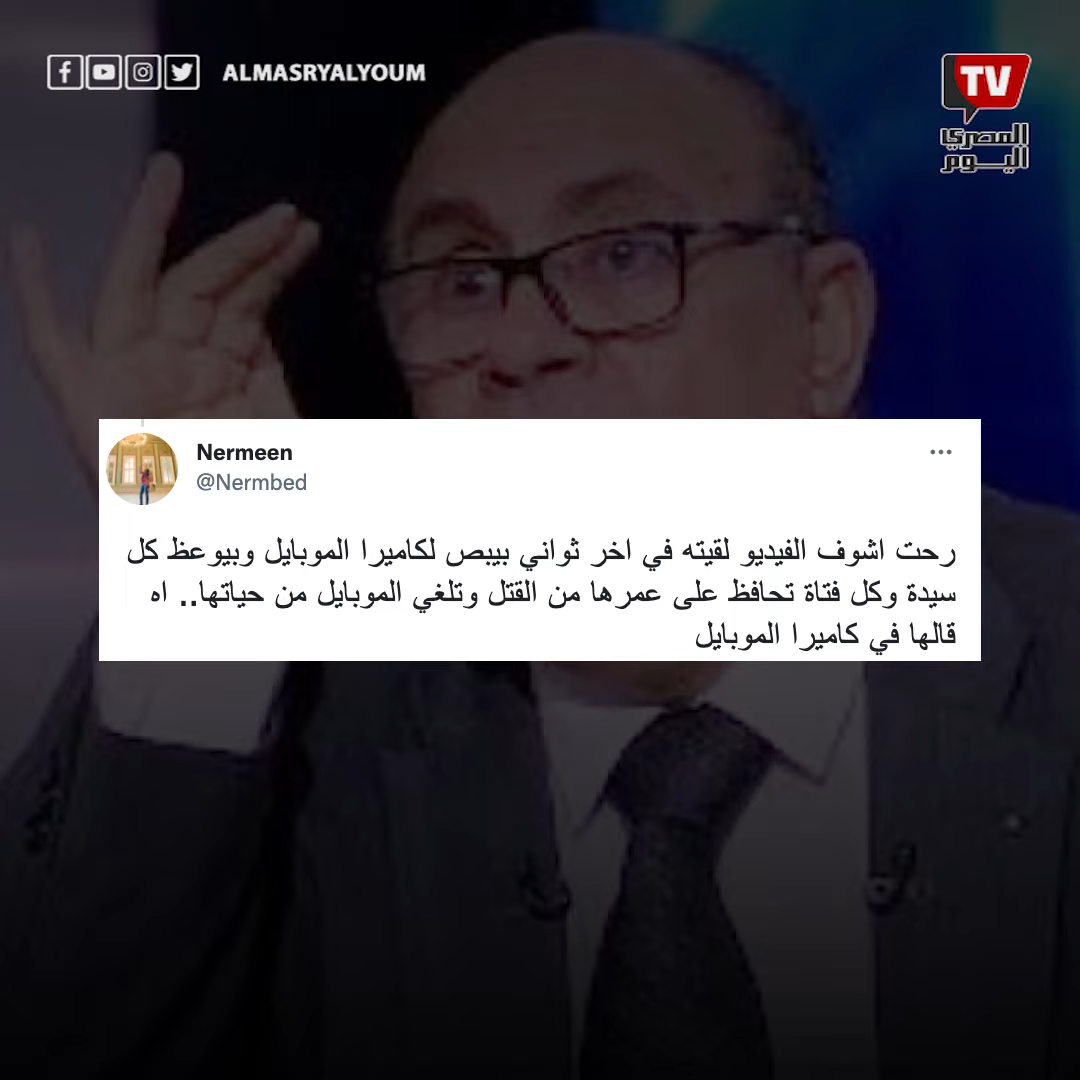 ALMASRYALYOUM
TV
المصري
اليوم
Nermeen
@Nermbed
رحت اشوف الفيديو لقيته في اخر ثواني بيبص لكاميرا الموبايل وبيوعظ كل
سيدة وكل فتاة تحافظ على عمرها من القتل وتلغي الموبايل من حياتها.. اه
قالها في كاميرا الموبايل